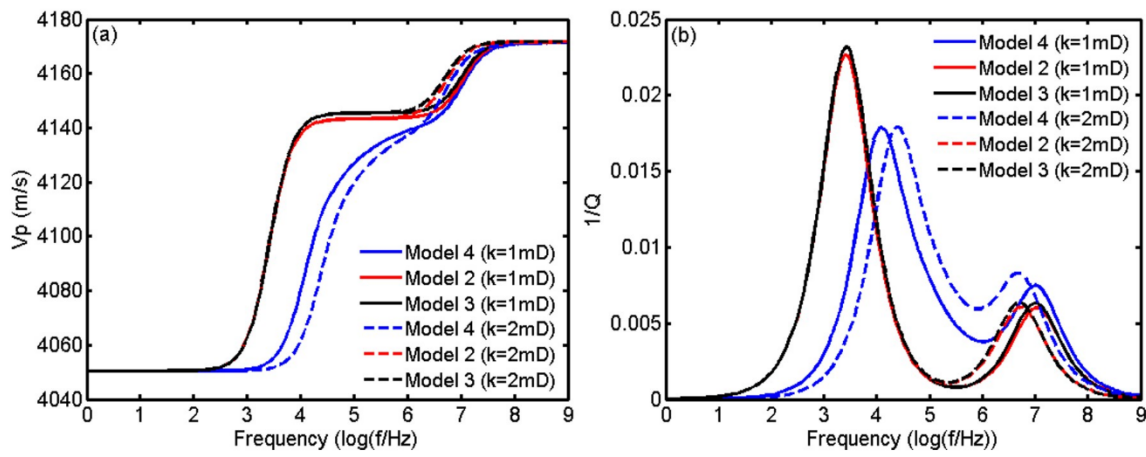 (a)
Vp (m/s)
4180
4160
4140
4120
4100
4080
4060
4040
0 1 2 3 4 5 6 7 8 9
Frequency (log(f/Hz)
Model 4 (k=1mD)
Model 2 (k=1mD)
Model 3 (k=1mD)
Model 4 (k=2mD)
Model 2 (k=2mD)
Model 3 (k=2mD)
(b)
1/Q
0.025
0.02
0.015
0.01
0.005
0
0 1 2 3 4 5 6 7 8 9
Frequency (log(f/Hz))
Model 4 (k=1mD)
Model 2 (k=1mD)
Model 3 (k=1mD)
Model 4 (k=2mD)
Model 2 (k=2mD)
Model 3 (k=2mD)